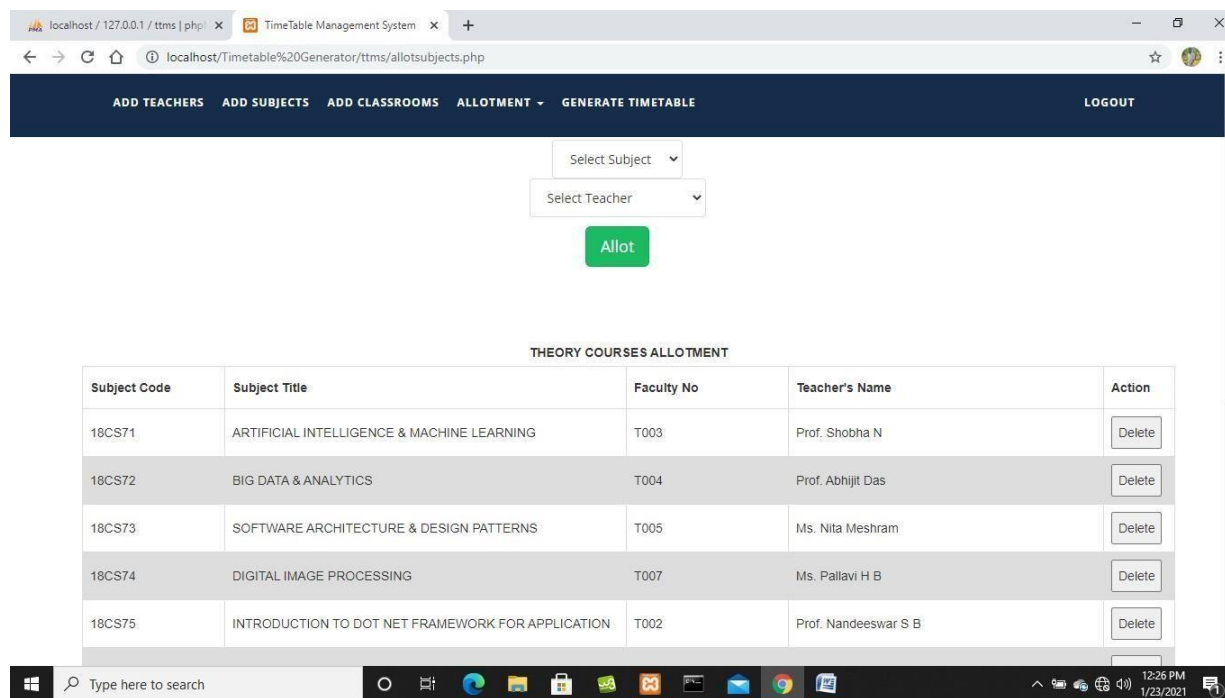 localhost / 127.0.0.1 / ttms | php
TimeTable Management System
localhost/Timetable%20Generator/ttms/allotsubjects.php
ADD TEACHERS ADD SUBJECTS ADD CLASSROOMS ALLOTMENT GENERATE TIMETABLE LOGOUT
Select Subject
Select Teacher
Allot
THEORY COURSES ALLOTMENT
Subject Code Subject Title Faculty No Teacher's Name Action
18CS71 ARTIFICIAL INTELLIGENCE & MACHINE LEARNING T003 Prof. Shobha N Delete
18CS72 BIG DATA & ANALYTICS T004 Prof. Abhijit Das Delete
18CS73 SOFTWARE ARCHITECTURE & DESIGN PATTERNS T005 Ms. Nita Meshram Delete
18CS74 DIGITAL IMAGE PROCESSING T007 Ms. Pallavi H B Delete
18CS75 INTRODUCTION TO DOT NET FRAMEWORK FOR APPLICATION T002 Prof. Nandeeswar S B Delete
Type here to search
12:26 PM
1/23/2021